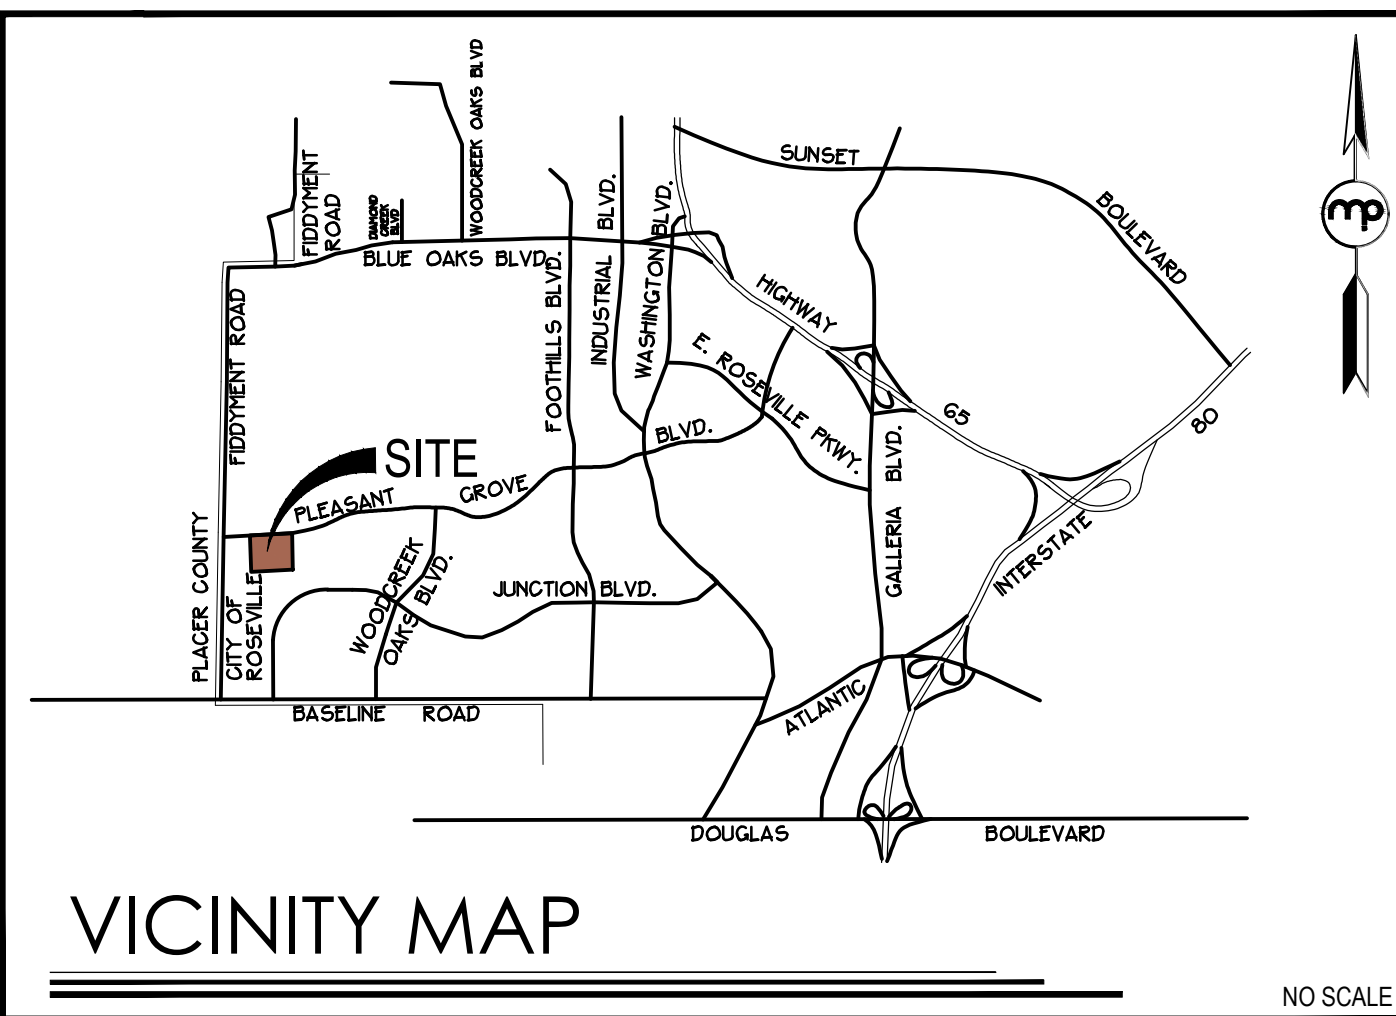 WOODCREEK OAKS BLVD
FIDDYMENT
ROAD
DIAMOND
CREEK
BLVD
BLUE OAKS BLVD.
FOOTHILLS BLVD.
INDUSTRIAL BLVD.
WASHINGTON BLVD.
SUNSET BOULEVARD
mp
HIGHWAY 65
E. ROSEVILLE PKWY.
FIDDYMENT ROAD
SITE
PLEASANT GROVE BLVD.
GALLERIA BLVD.
INTERSTATE 80
PLACER COUNTY
CITY OF
ROSEVILLE
WOODCREEK
OAKS BLVD.
JUNCTION BLVD.
ATLANTIC
BASELINE ROAD
DOUGLAS BOULEVARD
VICINITY MAP
NO SCALE